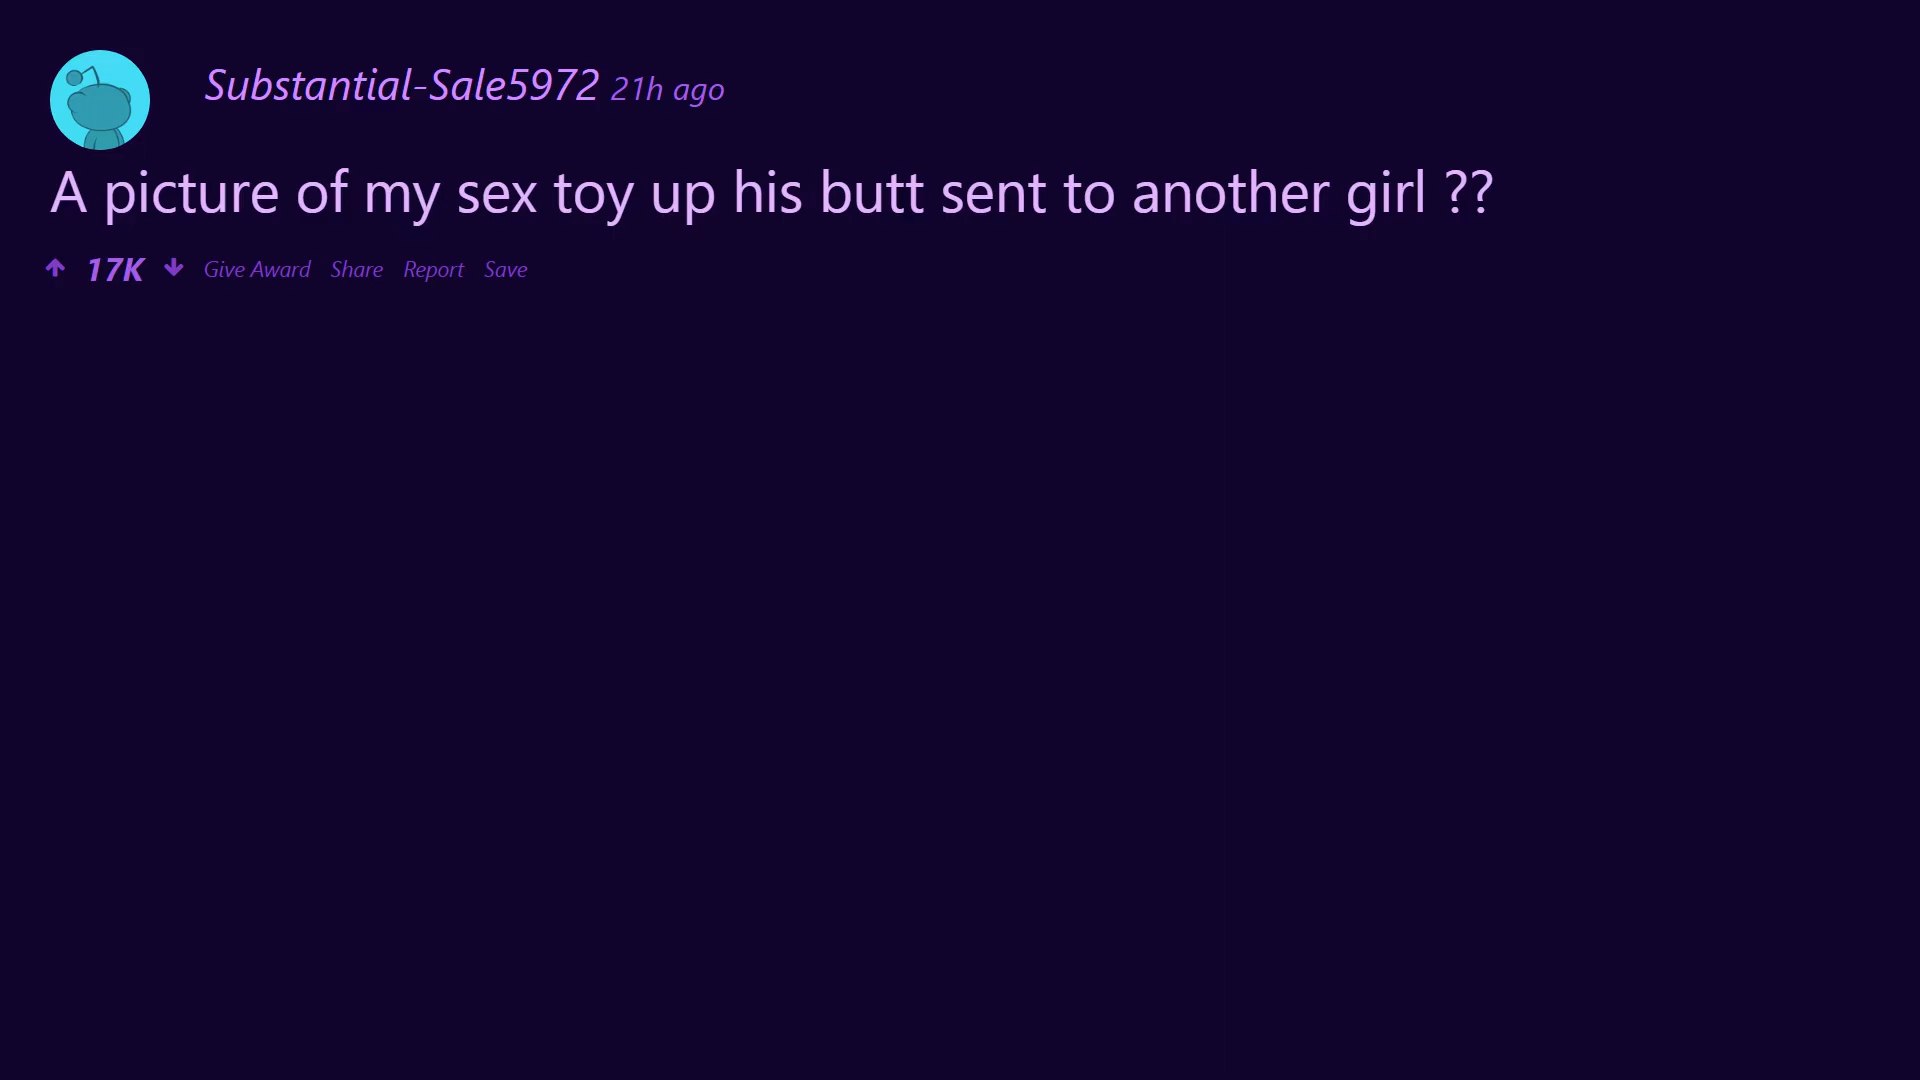 Substantial-Sale5972 21h ago
A picture of my sex toy up his butt sent to another girl ??
17K Give Award Share Report Save